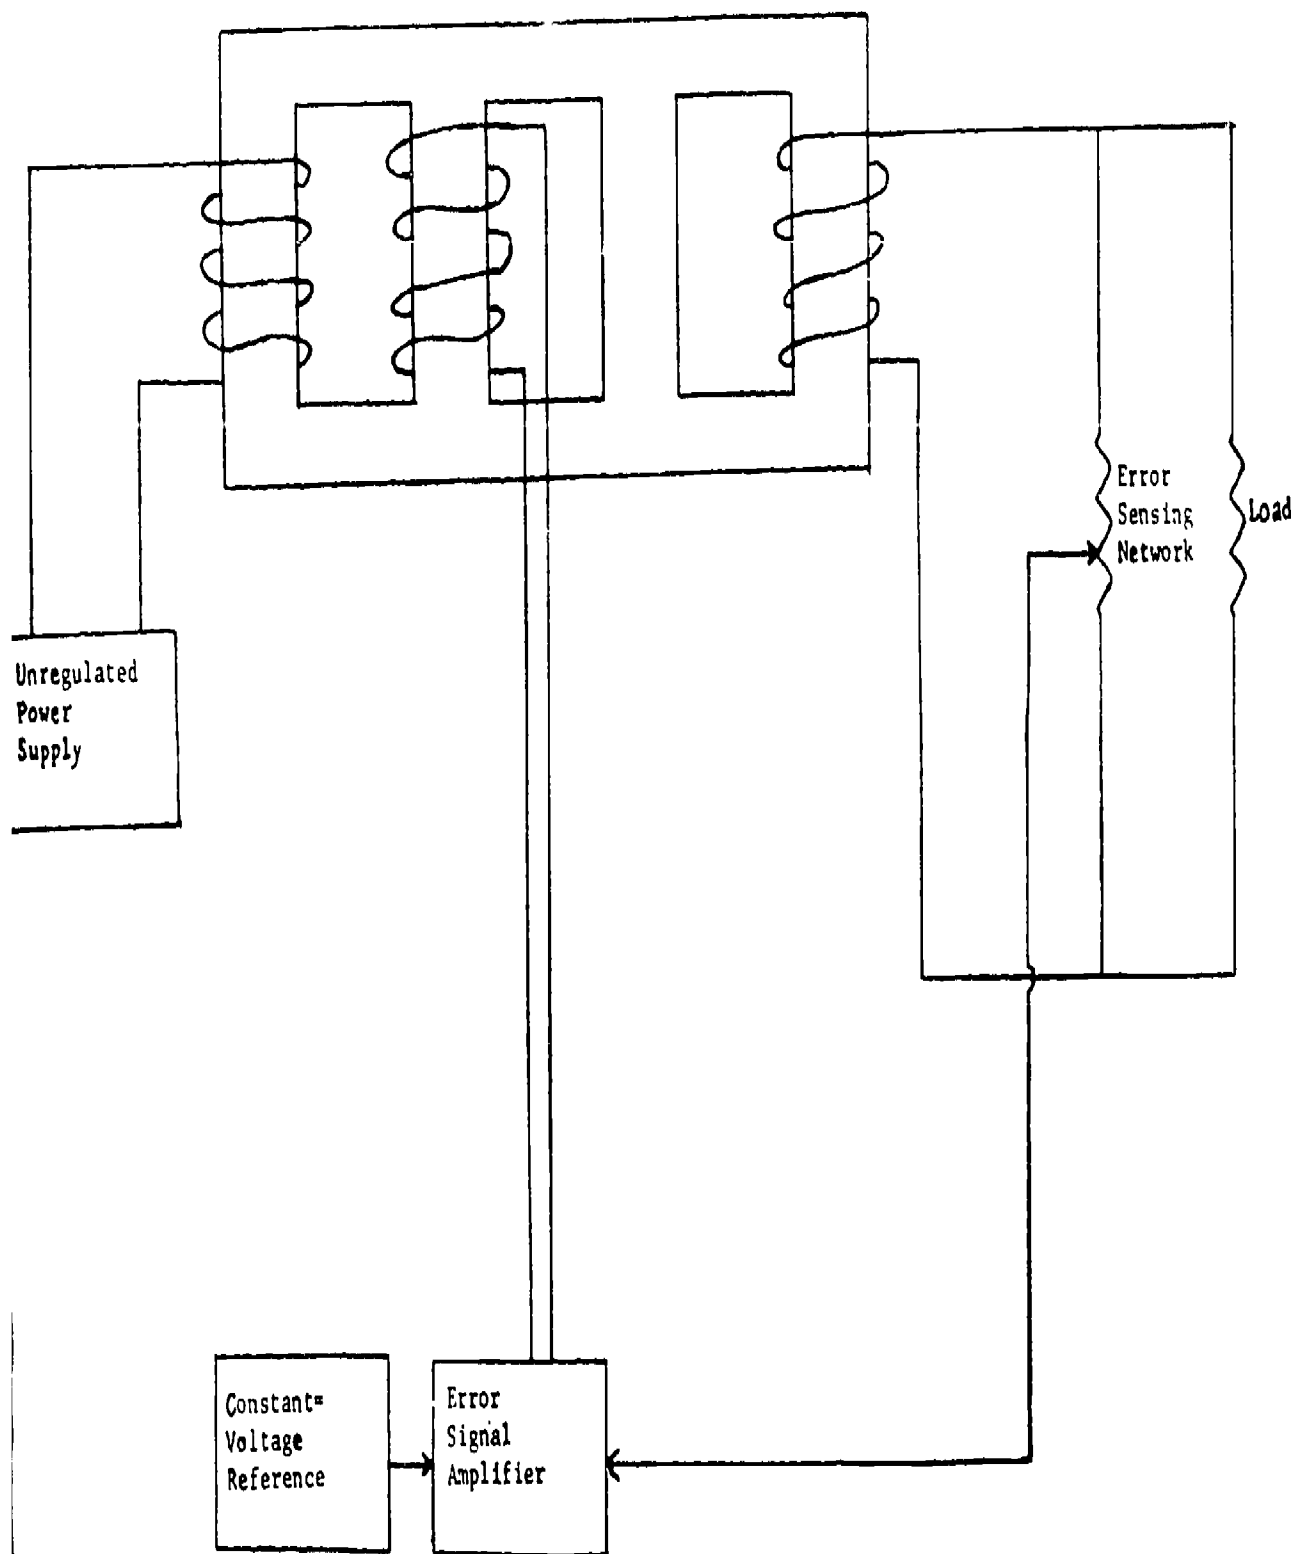 Error
Sensing
Network
Load
Unregulated
Power
Supply
Constant=
Voltage
Reference
Error
Signal
Amplifier